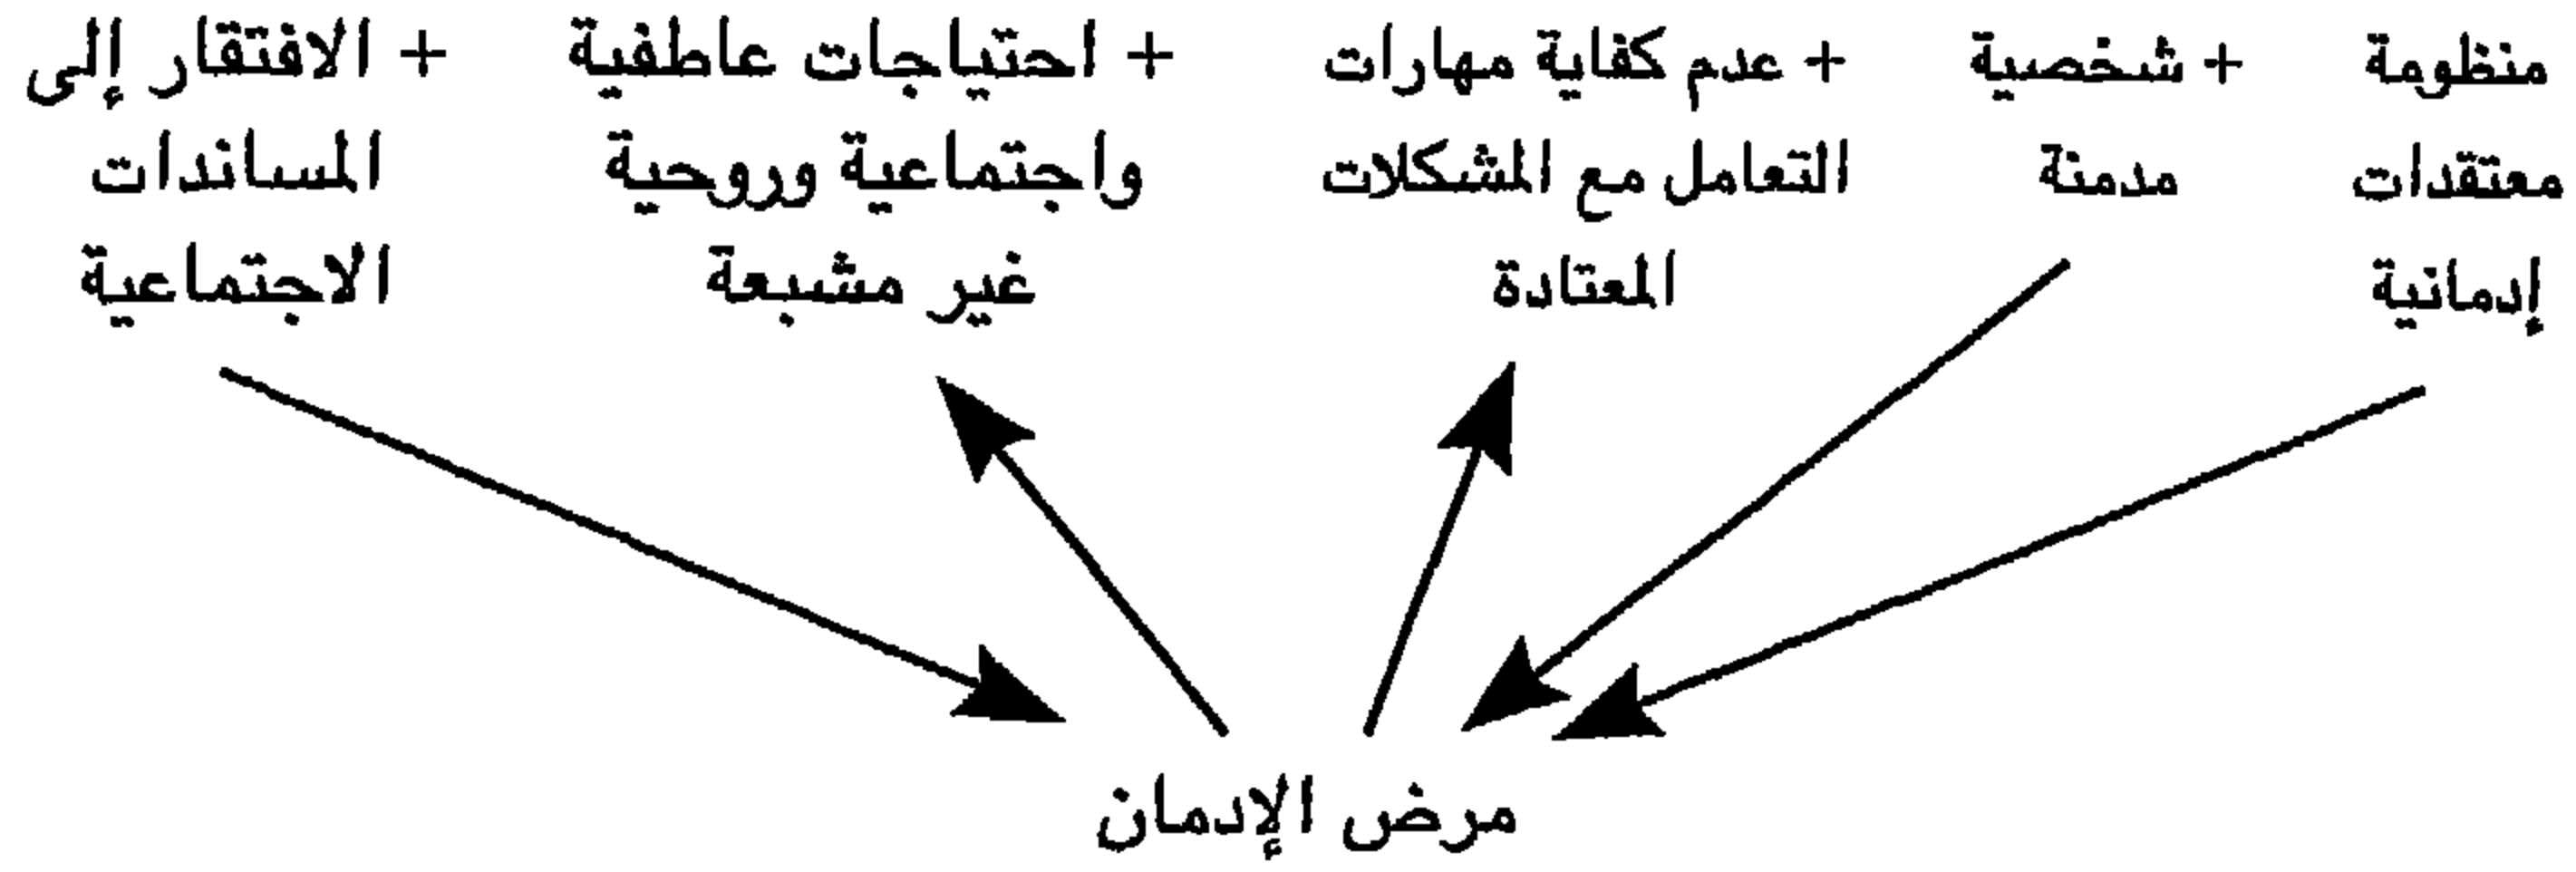 منظومة
معتقدات
إدمانية
+ شخصية
مدمنة
+ عدم كفاية مهارات
التعامل مع المشكلات
المعتادة
+ احتياجات عاطفية
واجتماعية وروحية
غير مشبعة
+ الافتقار إلى
المساندات
الاجتماعية
مرض الإدمان